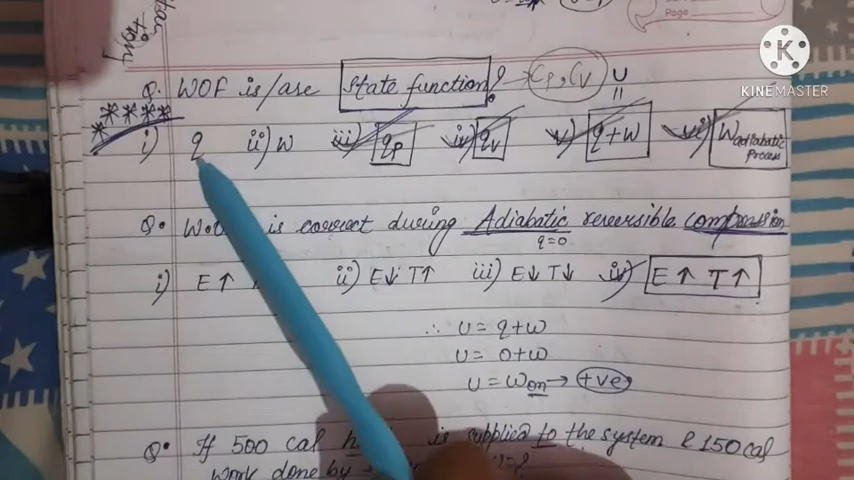 Page
KINEMASTER
Q. WOF is/are State function? → CP, CV U
=
i) q ii) W iii) qp iv) qv v) q+w vi) Wadiabatic Process
Q. W.O. is correct during Adiabatic reversible compression
q=0
i) E↑ ii) E↓ T↑ iii) E↓ T↓ iv) E↑ T↑
∴ U = q+w
U = 0+w
U = Won → +ve
Q. If 500 cal is supplied to the system & 150 cal
work done by